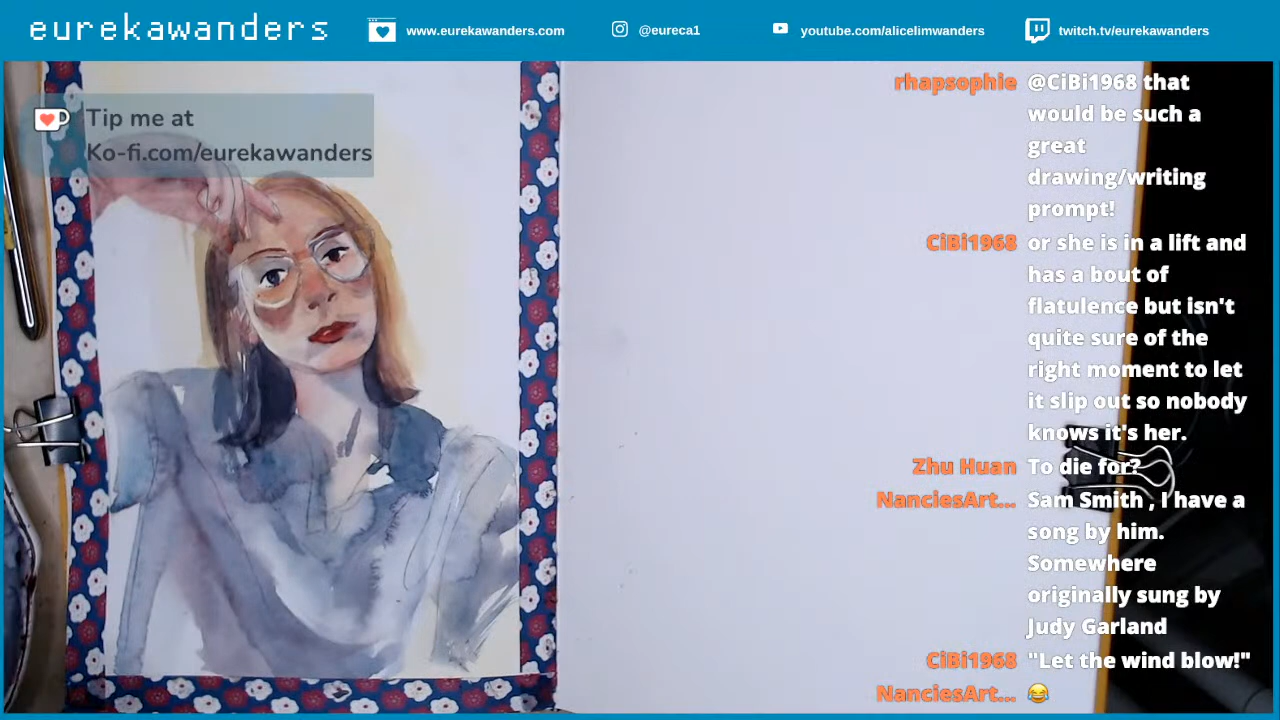 eurekawanders
www.eurekawanders.com
@eureca1
youtube.com/alicelimwanders
twitch.tv/eurekawanders
Tip me at
Ko-fi.com/eurekawanders
rhapsophie @CiBi1968 that
would be such a
great
drawing/writing
prompt!
CiBi1968 or she is in a lift and
has a bout of
flatulence but isn't
quite sure of the
right moment to let
it slip out so nobody
knows it's her.
Zhu Huan To die for?
NanciesArt... Sam Smith , I have a
song by him.
Somewhere
originally sung by
Judy Garland
CiBi1968 "Let the wind blow!"
NanciesArt... 😂